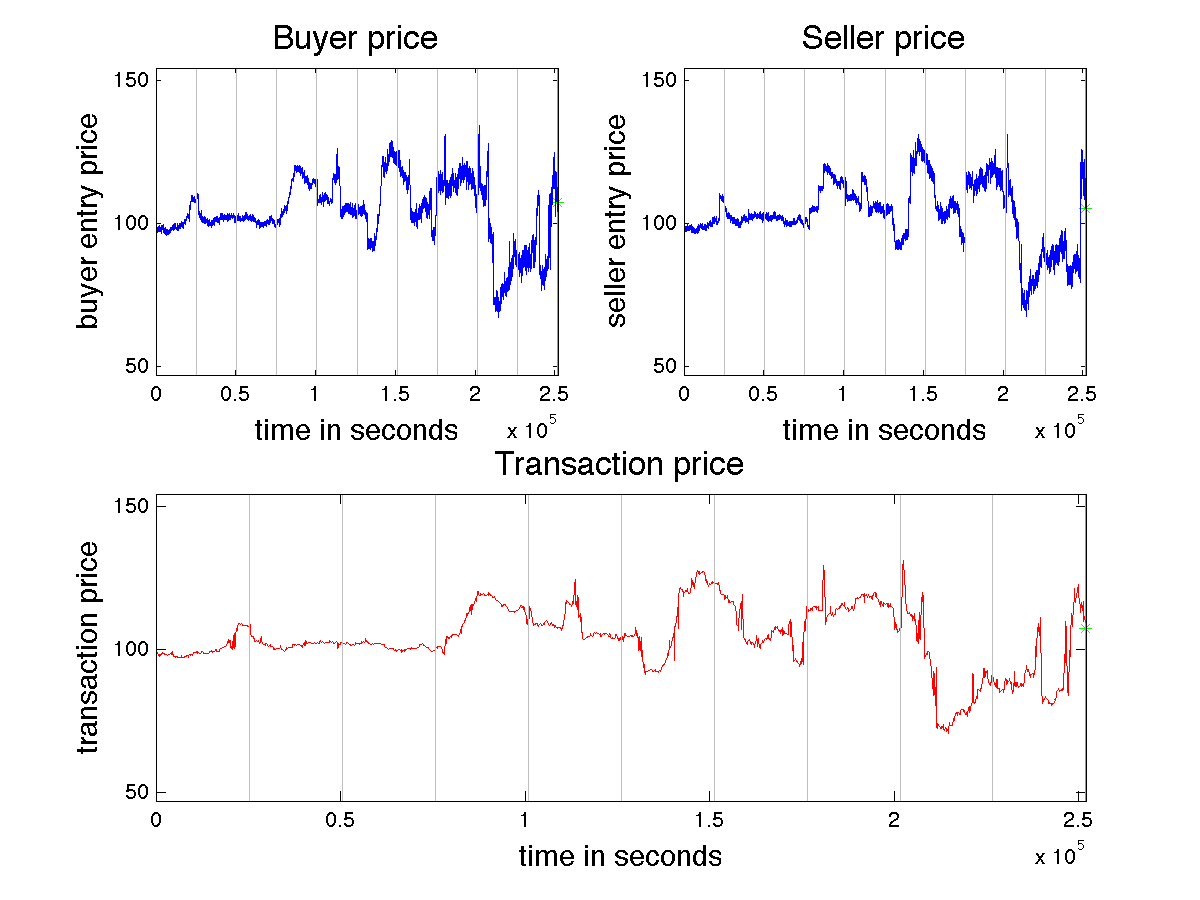 Buyer price
buyer entry price
150
100
50
0 0.5 1 1.5 2 2.5
time in seconds
x 10^5
Seller price
seller entry price
150
100
50
0 0.5 1 1.5 2 2.5
time in seconds
x 10^5
Transaction price
transaction price
150
100
50
0 0.5 1 1.5 2 2.5
time in seconds
x 10^5